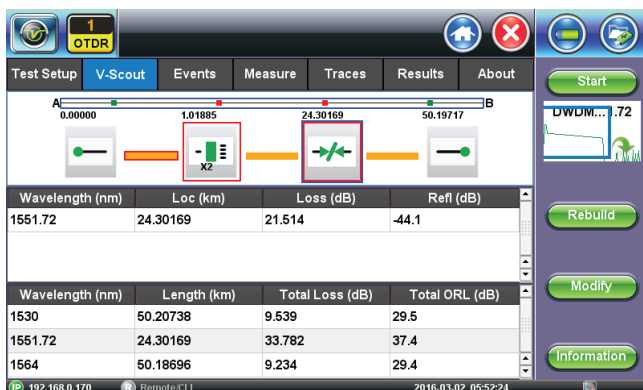 1
OTDR
Test Setup V-Scout Events Measure Traces Results About
Start
A B
0.00000 1.01885 24.30169 50.19717
DWDM...1.72
X2
Wavelength (nm) Loc (km) Loss (dB) Refl (dB)
1551.72 24.30169 21.514 -44.1
Rebuild
Wavelength (nm) Length (km) Total Loss (dB) Total ORL (dB)
Modify
1530 50.20738 9.539 29.5
1551.72 24.30169 33.782 37.4
1564 50.18696 9.234 29.4
Information
IP 192.168.0.170 R Remote/CLI 2016-03-02 05:52:24